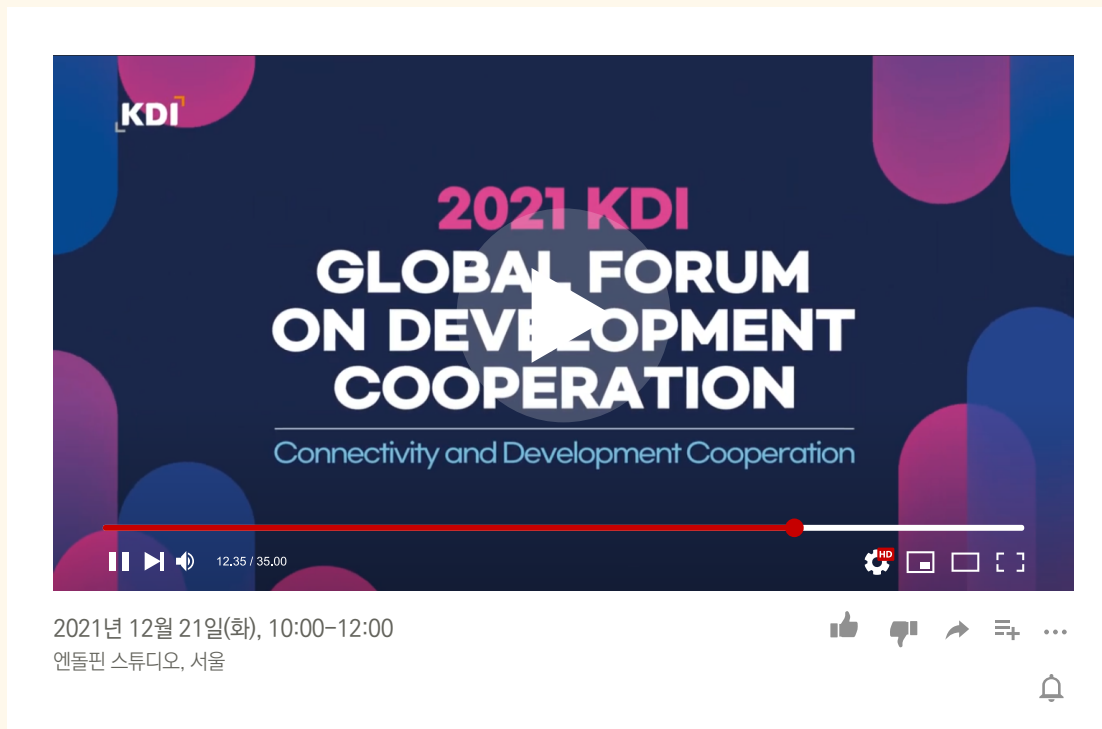 KDI
2021 KDI
GLOBAL FORUM
ON DEVELOPMENT
COOPERATION
Connectivity and Development Cooperation
12.35 / 35.00
HD
2021년 12월 21일(화), 10:00-12:00
엔돌핀 스튜디오, 서울